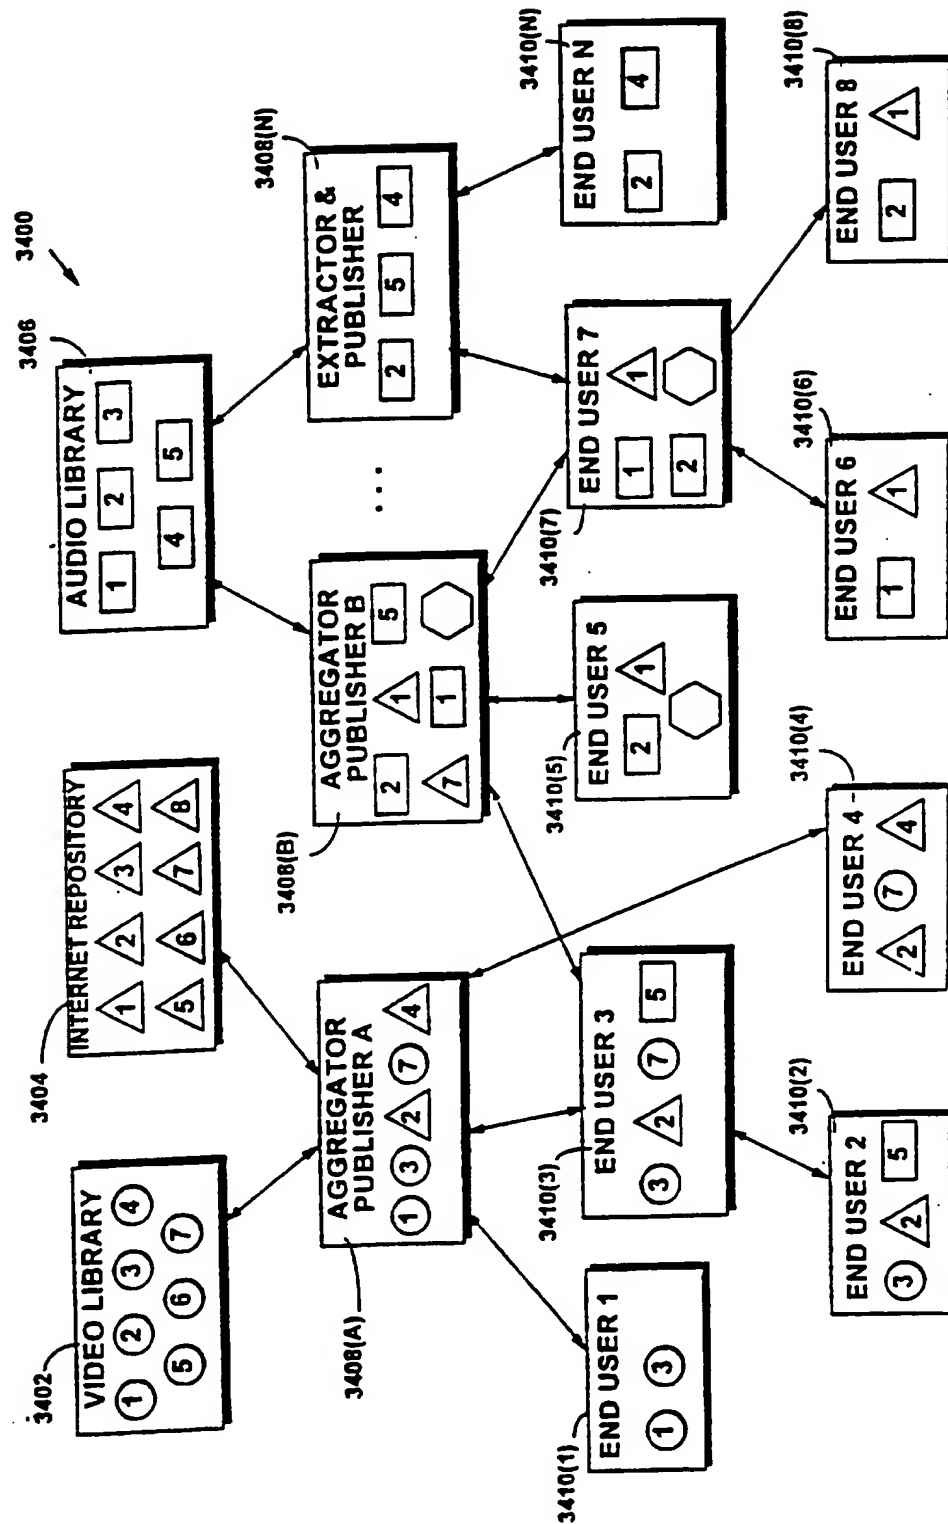 3400
3402
VIDEO LIBRARY
1 2 3 4
5 6 7
3404
INTERNET REPOSITORY
1 2 3 4
5 6 7 8
3406
AUDIO LIBRARY
1 2 3
4 5
3408(A)
AGGREGATOR
PUBLISHER A
1 3 2 7 4
3408(B)
AGGREGATOR
PUBLISHER B
2 1 5
7 1
...
3408(N)
EXTRACTOR &
PUBLISHER
2 5 4
3410(1)
END USER 1
1 3
3410(3)
END USER 3
3 2 7 5
3410(5)
END USER 5
2 1
3410(7)
END USER 7
1 1
2
3410(N)
END USER N
2 4
3410(2)
END USER 2
3 2 5
3410(4)
END USER 4
2 7 4
3410(6)
END USER 6
1 1
3410(8)
END USER 8
2 1